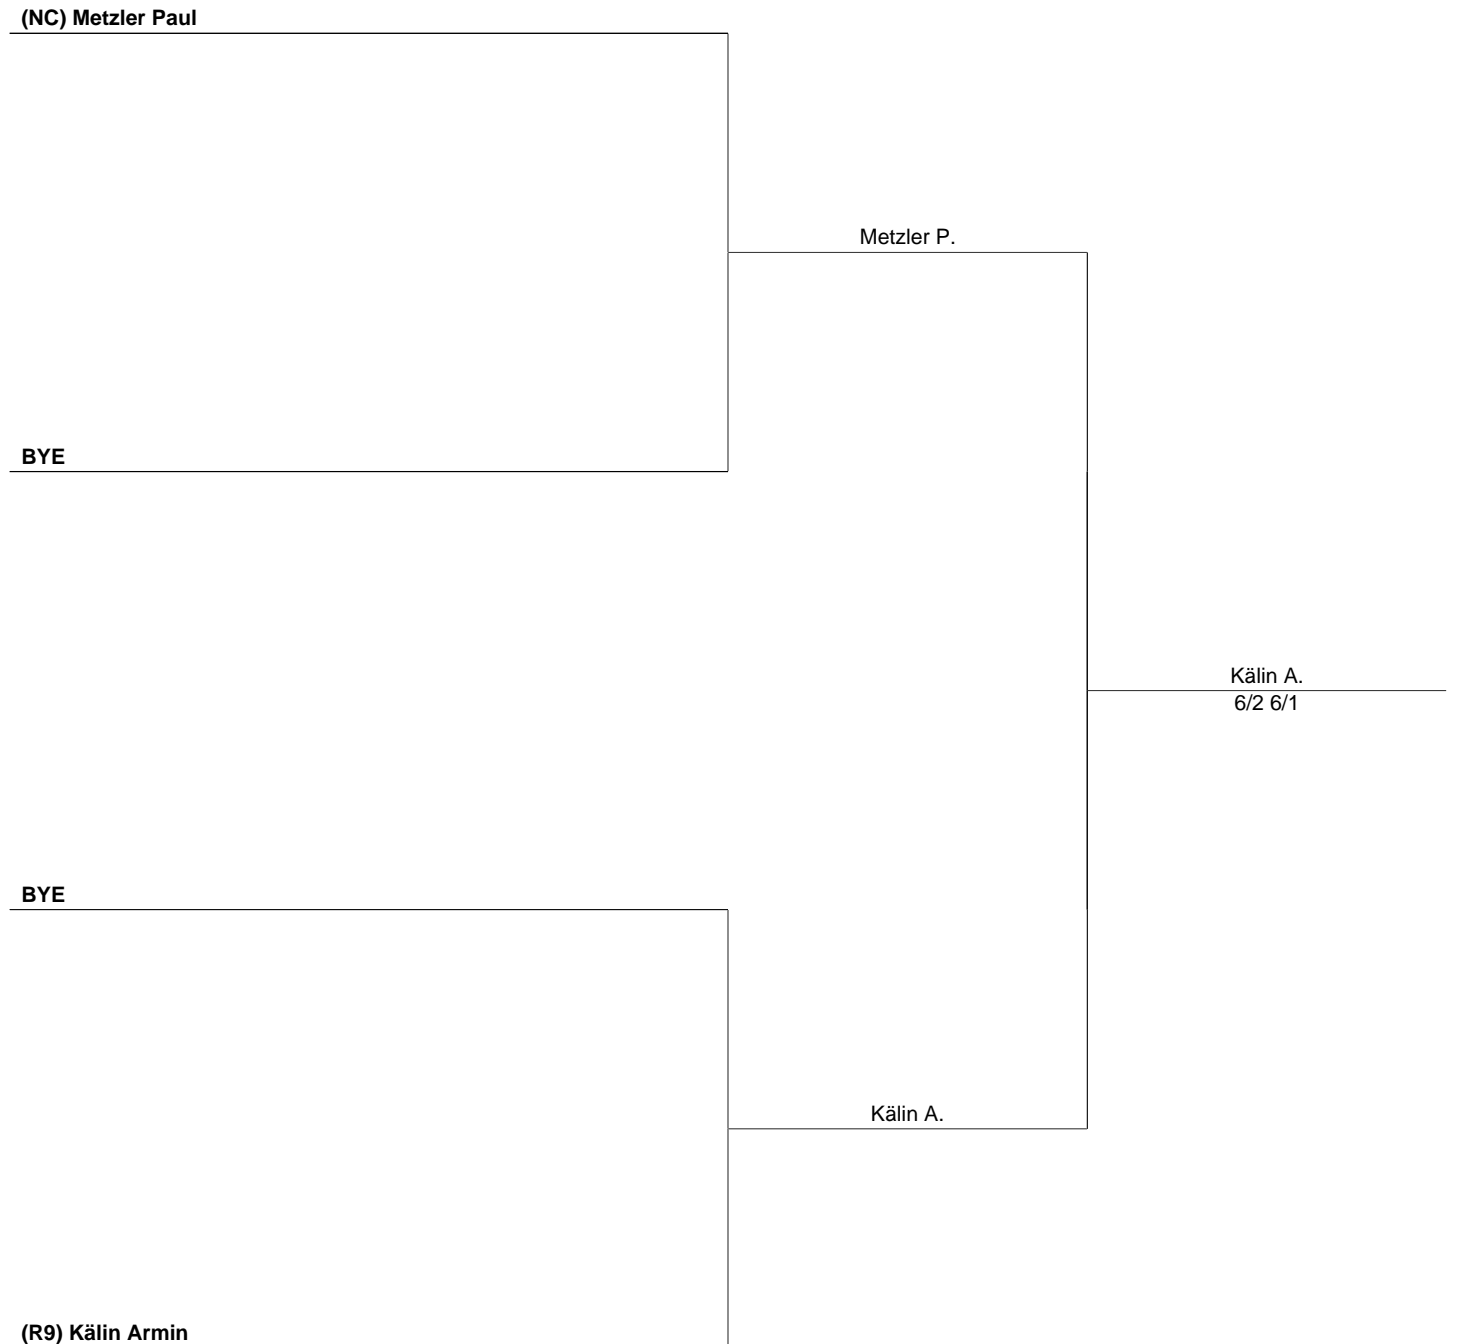 (NC) Metzler Paul
Metzler P.
BYE
Kälin A.
6/2 6/1
BYE
Kälin A.
(R9) Kälin Armin